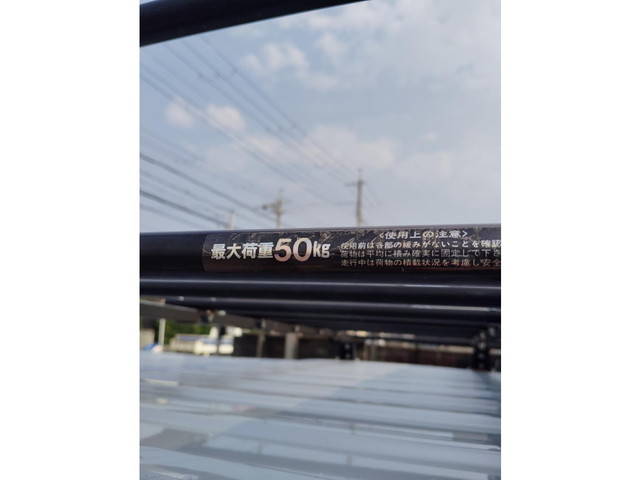 最大荷重50kg
<使用上の注意>
使用前は各部の緩みがないことを確認
荷物は平均に積み確実に固定して下さ
走行中は荷物の積載状況を考慮し安全